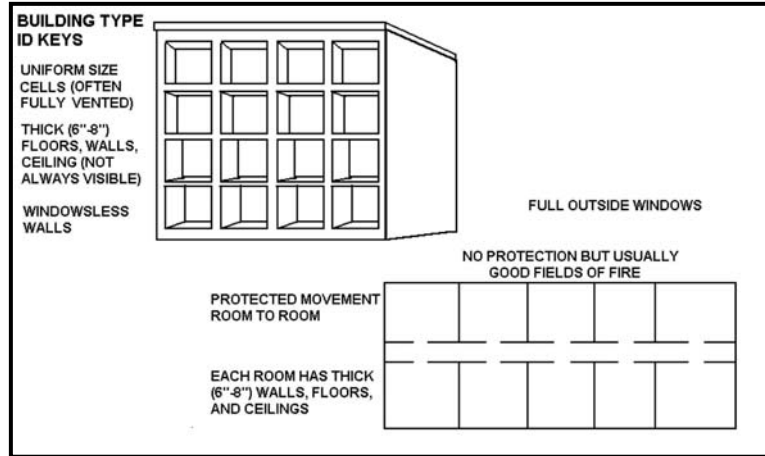 BUILDING TYPE
ID KEYS
UNIFORM SIZE
CELLS (OFTEN
FULLY VENTED)
THICK (6"-8")
FLOORS, WALLS,
CEILING (NOT
ALWAYS VISIBLE)
WINDOWSLESS
WALLS
FULL OUTSIDE WINDOWS
NO PROTECTION BUT USUALLY
GOOD FIELDS OF FIRE
PROTECTED MOVEMENT
ROOM TO ROOM
EACH ROOM HAS THICK
(6"-8") WALLS, FLOORS,
AND CEILINGS